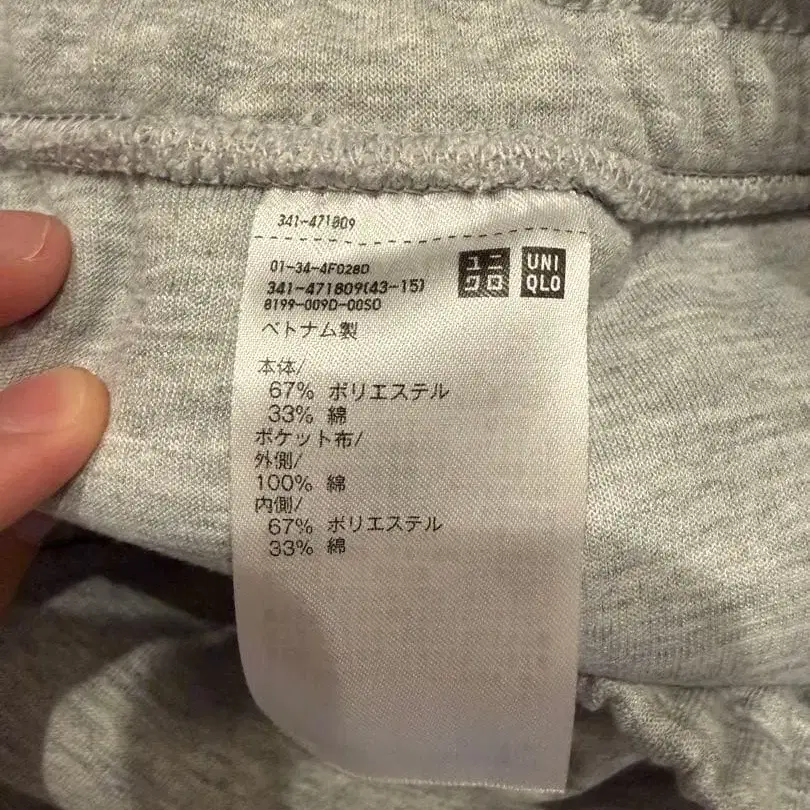 341-471809
01-34-4F028D
341-471809(43-15)
8199-009D-00SO
ユニ
クロ
UNI
QLO
ベトナム製
本体/
67% ポリエステル
33% 綿
ポケット布/
外側/
100% 綿
内側/
67% ポリエステル
33% 綿